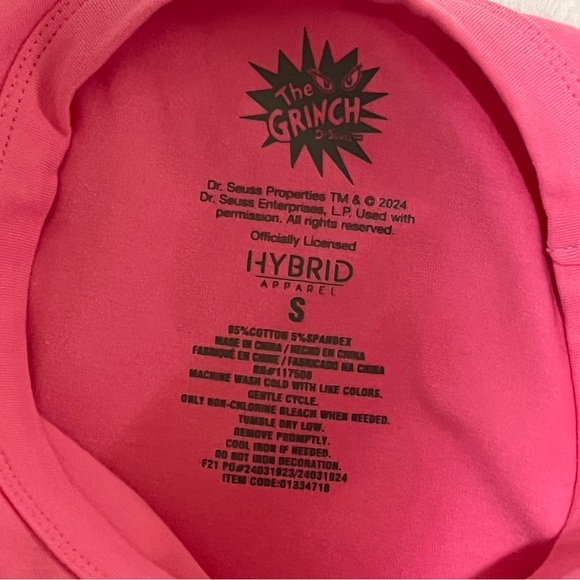 The
GRINCH
Dr. Seuss
Dr. Seuss Properties TM & © 2024
Dr. Seuss Enterprises, L.P. Used with
permission. All rights reserved.
Officially Licensed
HYBRID
APPAREL
S
95%COTTON 5%SPANDEX
MADE IN CHINA / HECHO EN CHINA
FABRIQUÉ EN CHINE / FABRICADO NA CHINA
RN#117508
MACHINE WASH COLD WITH LIKE COLORS.
GENTLE CYCLE.
ONLY NON-CHLORINE BLEACH WHEN NEEDED.
TUMBLE DRY LOW.
REMOVE PROMPTLY.
COOL IRON IF NEEDED.
DO NOT IRON DECORATION.
F21 PO#24031923/24031924
ITEM CODE:01334718